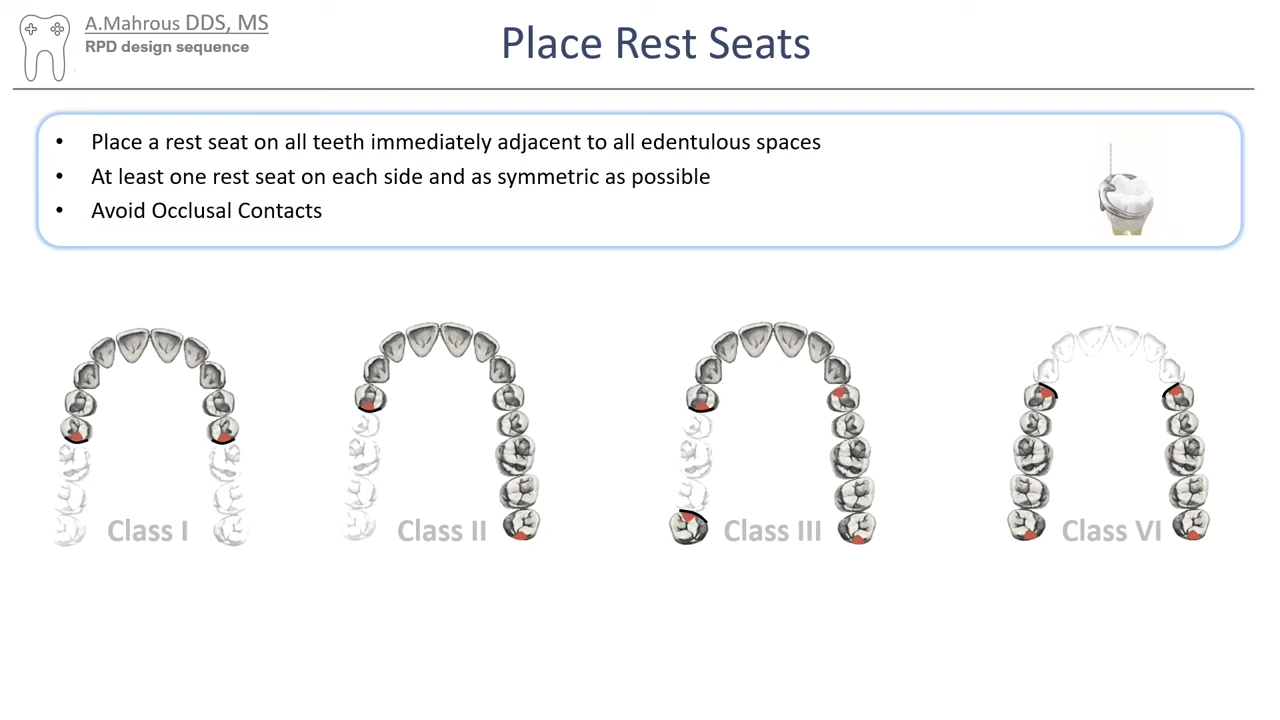 A.Mahrous DDS, MS
RPD design sequence
Place Rest Seats
• Place a rest seat on all teeth immediately adjacent to all edentulous spaces
• At least one rest seat on each side and as symmetric as possible
• Avoid Occlusal Contacts
Class I
Class II
Class III
Class VI